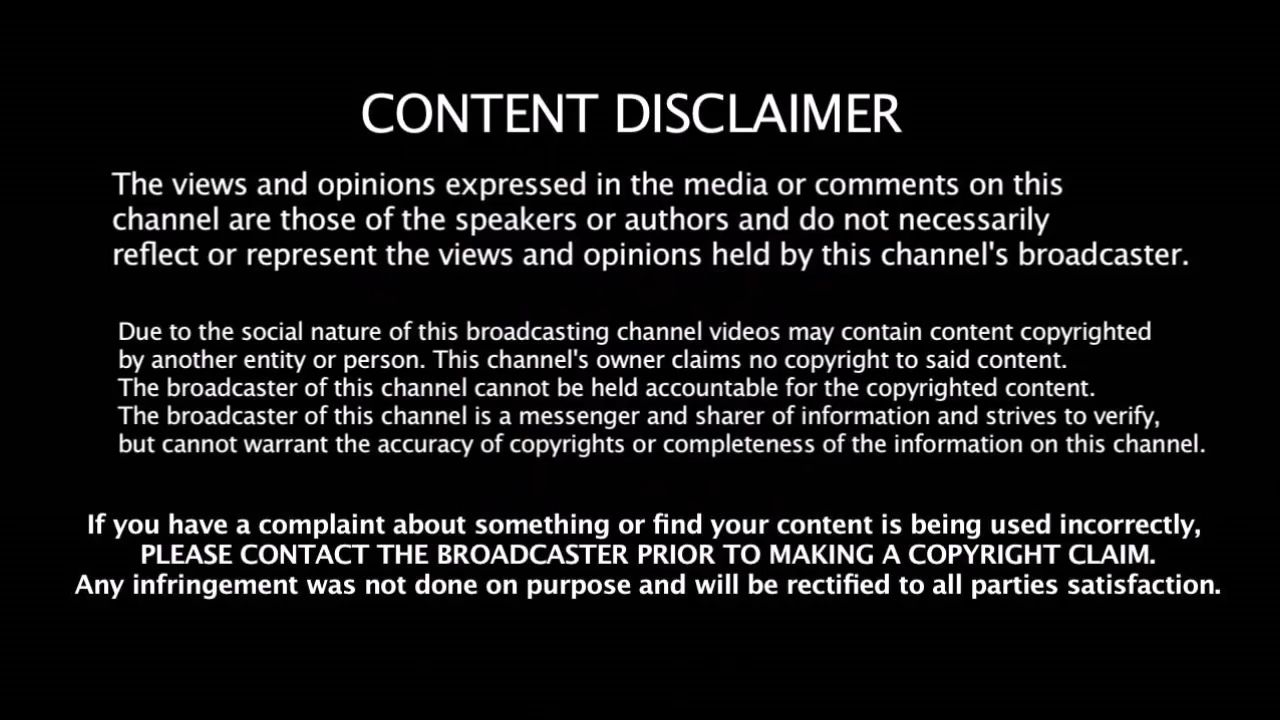 CONTENT DISCLAIMER
The views and opinions expressed in the media or comments on this
channel are those of the speakers or authors and do not necessarily
reflect or represent the views and opinions held by this channel's broadcaster.
Due to the social nature of this broadcasting channel videos may contain content copyrighted
by another entity or person. This channel's owner claims no copyright to said content.
The broadcaster of this channel cannot be held accountable for the copyrighted content.
The broadcaster of this channel is a messenger and sharer of information and strives to verify,
but cannot warrant the accuracy of copyrights or completeness of the information on this channel.
If you have a complaint about something or find your content is being used incorrectly,
PLEASE CONTACT THE BROADCASTER PRIOR TO MAKING A COPYRIGHT CLAIM.
Any infringement was not done on purpose and will be rectified to all parties satisfaction.